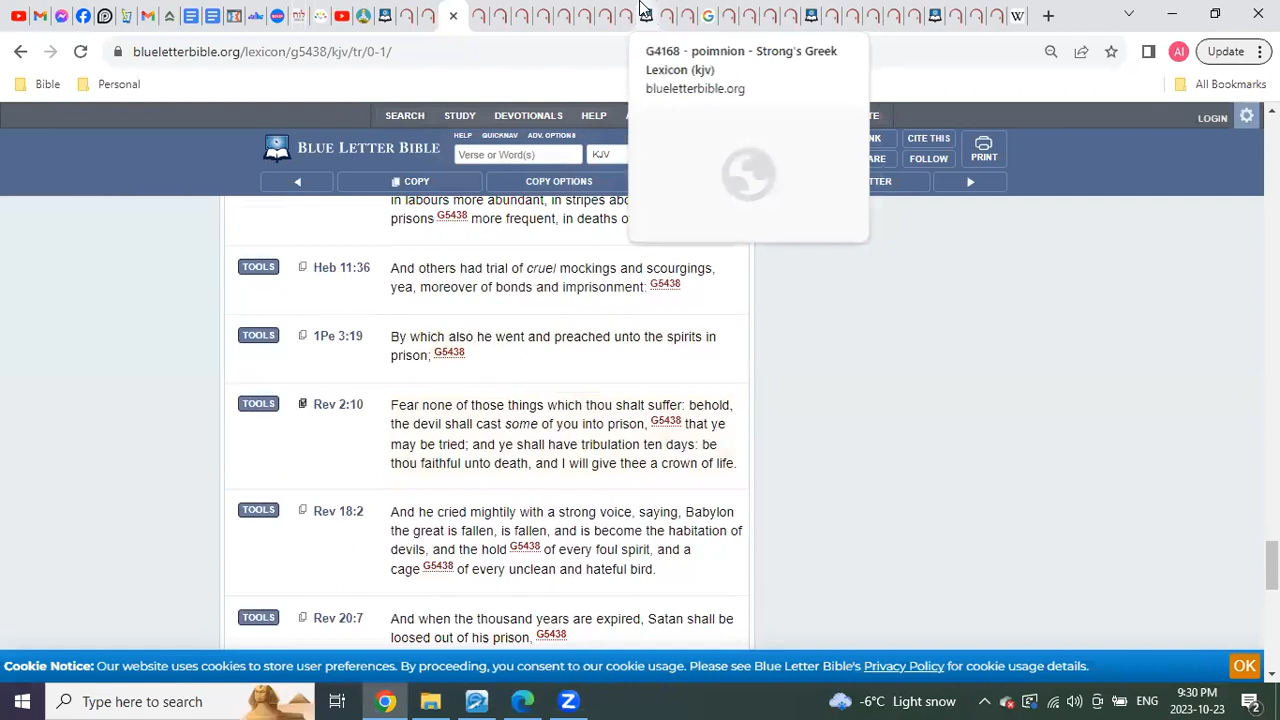 blueletterbible.org/lexicon/g5438/kjv/tr/0-1/
AI
Update
Bible
Personal
All Bookmarks
G4168 - poimnion - Strong's Greek
Lexicon (kjv)
blueletterbible.org
SEARCH STUDY DEVOTIONALS HELP
LOGIN
BLUE LETTER BIBLE
HELP QUICKNAV ADV. OPTIONS
Verse or Word(s)
KJV
CITE THIS
FOLLOW
PRINT
COPY
COPY OPTIONS
in labours more abundant, in stripes
prisons G5438 more frequent, in deaths
TOOLS Heb 11:36 And others had trial of cruel mockings and scourgings,
yea, moreover of bonds and imprisonment: G5438
TOOLS 1Pe 3:19 By which also he went and preached unto the spirits in
prison; G5438
TOOLS Rev 2:10 Fear none of those things which thou shalt suffer: behold,
the devil shall cast some of you into prison, G5438 that ye
may be tried; and ye shall have tribulation ten days: be
thou faithful unto death, and I will give thee a crown of life.
TOOLS Rev 18:2 And he cried mightily with a strong voice, saying, Babylon
the great is fallen, is fallen, and is become the habitation of
devils, and the hold G5438 of every foul spirit, and a
cage G5438 of every unclean and hateful bird.
TOOLS Rev 20:7 And when the thousand years are expired, Satan shall be
loosed out of his prison, G5438
Cookie Notice: Our website uses cookies to store user preferences. By proceeding, you consent to our cookie usage. Please see Blue Letter Bible's Privacy Policy for cookie usage details.
OK
Type here to search
-6°C Light snow
ENG
9:30 PM
2023-10-23
2